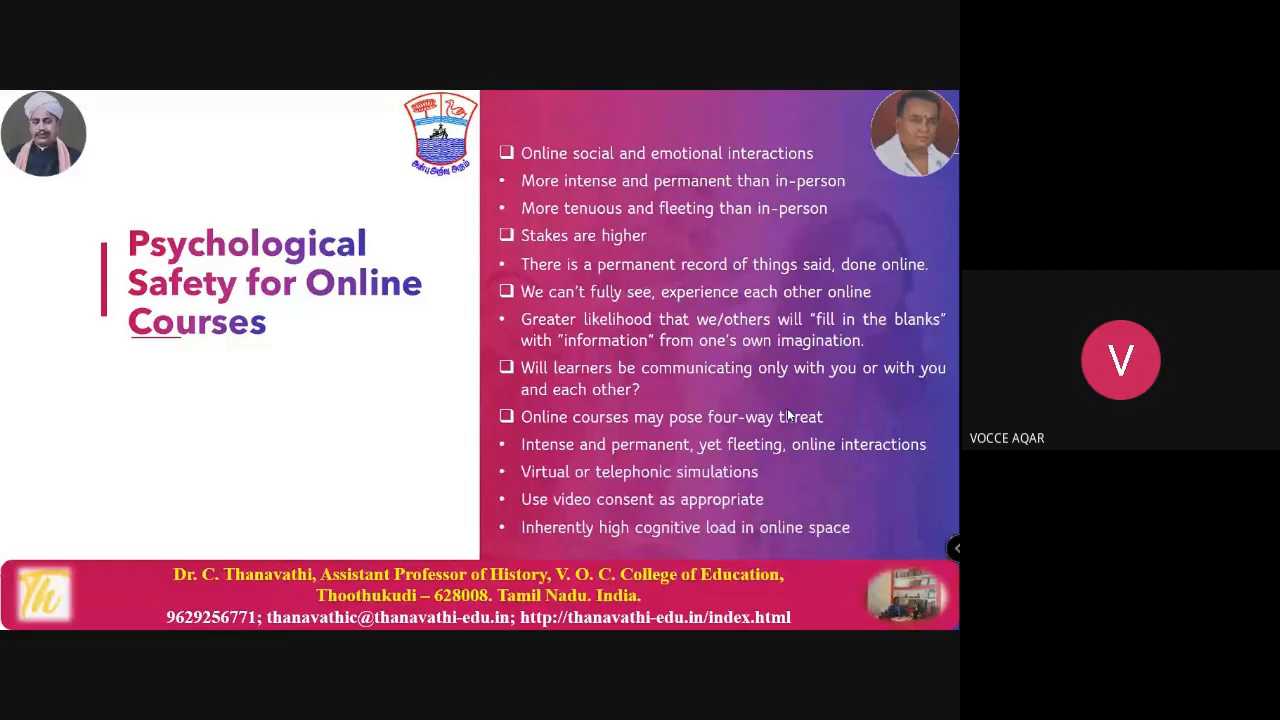 Psychological
Safety for Online
Courses
அன்பு அறிவு அறம்
❑ Online social and emotional interactions
• More intense and permanent than in-person
• More tenuous and fleeting than in-person
❑ Stakes are higher
• There is a permanent record of things said, done online.
❑ We can't fully see, experience each other online
• Greater likelihood that we/others will "fill in the blanks"
with "information" from one's own imagination.
❑ Will learners be communicating only with you or with you
and each other?
❑ Online courses may pose four-way threat
• Intense and permanent, yet fleeting, online interactions
• Virtual or telephonic simulations
• Use video consent as appropriate
• Inherently high cognitive load in online space
Th
Dr. C. Thanavathi, Assistant Professor of History, V. O. C. College of Education,
Thoothukudi – 628008. Tamil Nadu. India.
9629256771; thanavathic@thanavathi-edu.in; http://thanavathi-edu.in/index.html
V
VOCCE AQAR